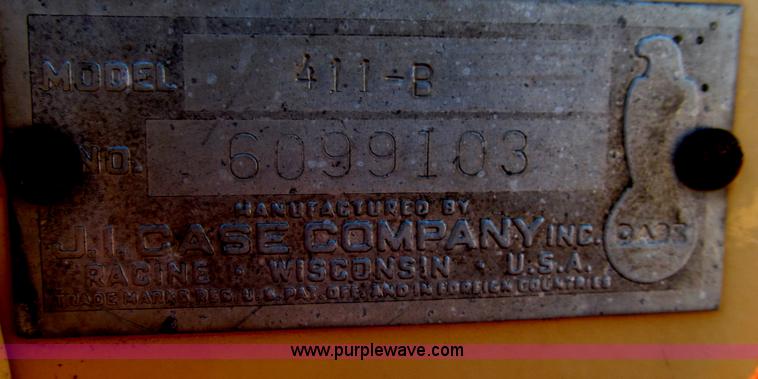 MODEL 411-B
NO. 6099103
MANUFACTURED BY
J.I. CASE COMPANY INC.
CASE
RACINE · WISCONSIN · U.S.A.
TRADE MARKS REG. U.S. PAT. OFF. AND IN FOREIGN COUNTRIES
www.purplewave.com